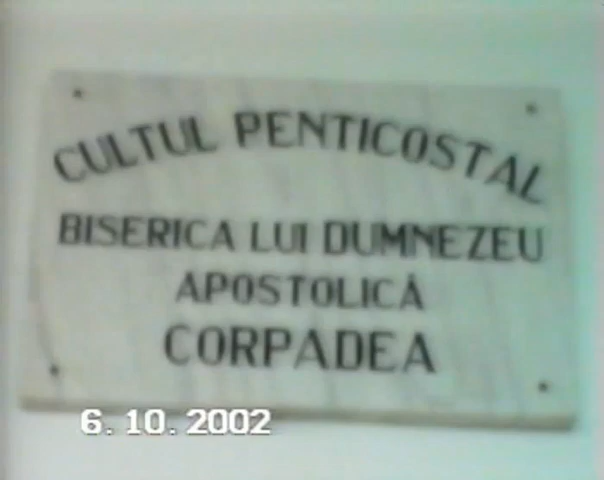 CULTUL PENTICOSTAL
BISERICA LUI DUMNEZEU
APOSTOLICĂ
CORPADEA
6. 10. 2002